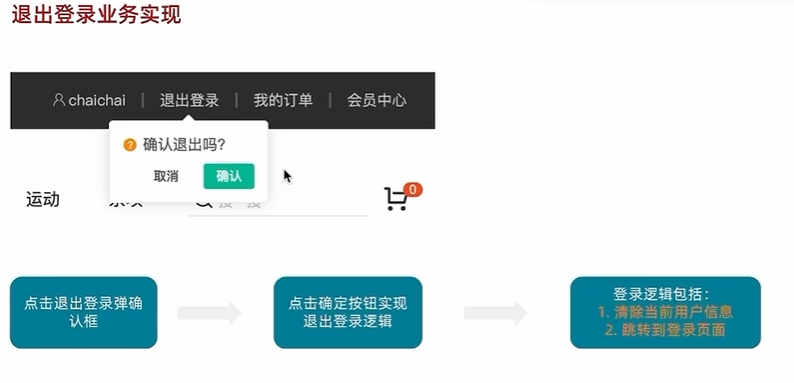 退出登录业务实现
chaichai | 退出登录 | 我的订单 | 会员中心
? 确认退出吗?
取消 确认
运动
0
点击退出登录弹确
认框
点击确定按钮实现
退出登录逻辑
登录逻辑包括：
1. 清除当前用户信息
2. 跳转到登录页面